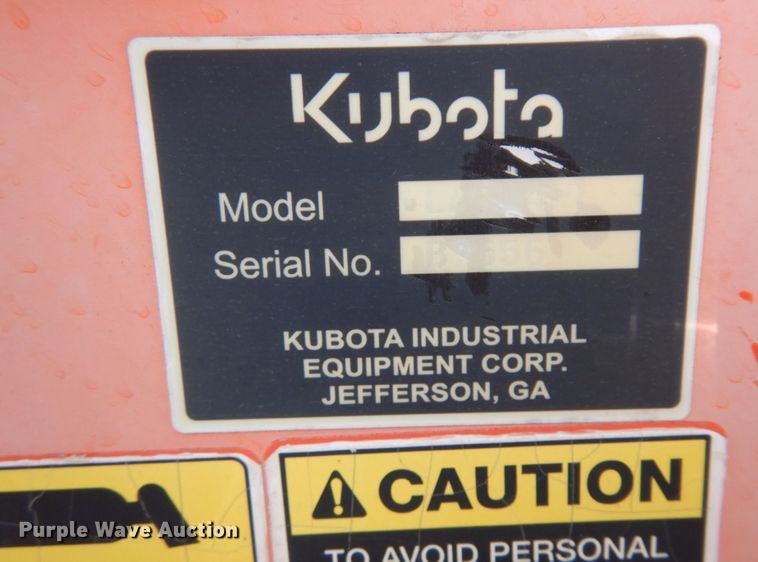 Kubota
Model
Serial No.
KUBOTA INDUSTRIAL
EQUIPMENT CORP.
JEFFERSON, GA
CAUTION
TO AVOID PERSONAL
Purple Wave Auction